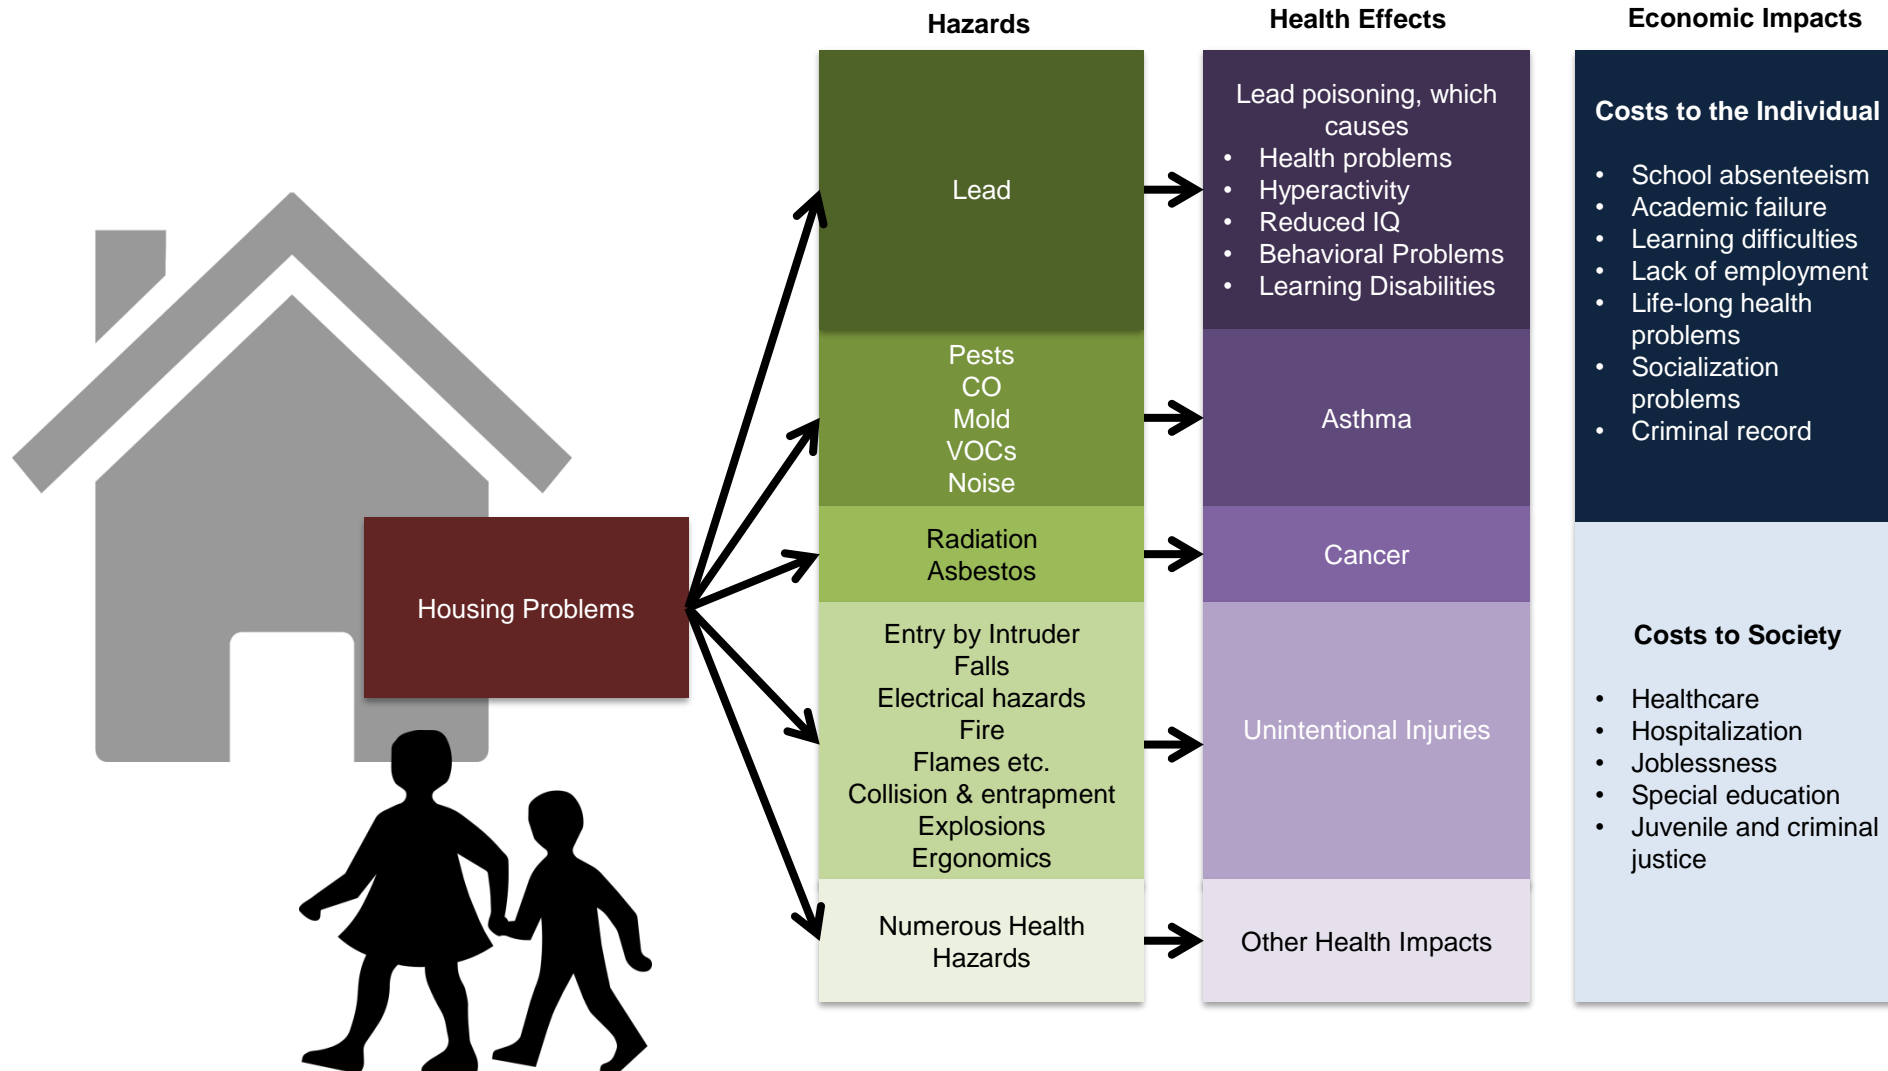 Hazards
Health Effects
Economic Impacts
Housing Problems
Lead
Pests
CO
Mold
VOCs
Noise
Radiation
Asbestos
Entry by Intruder
Falls
Electrical hazards
Fire
Flames etc.
Collision & entrapment
Explosions
Ergonomics
Numerous Health
Hazards
Lead poisoning, which
causes
• Health problems
• Hyperactivity
• Reduced IQ
• Behavioral Problems
• Learning Disabilities
Asthma
Cancer
Unintentional Injuries
Other Health Impacts
Costs to the Individual
• School absenteeism
• Academic failure
• Learning difficulties
• Lack of employment
• Life-long health
problems
• Socialization
problems
• Criminal record
Costs to Society
• Healthcare
• Hospitalization
• Joblessness
• Special education
• Juvenile and criminal
justice